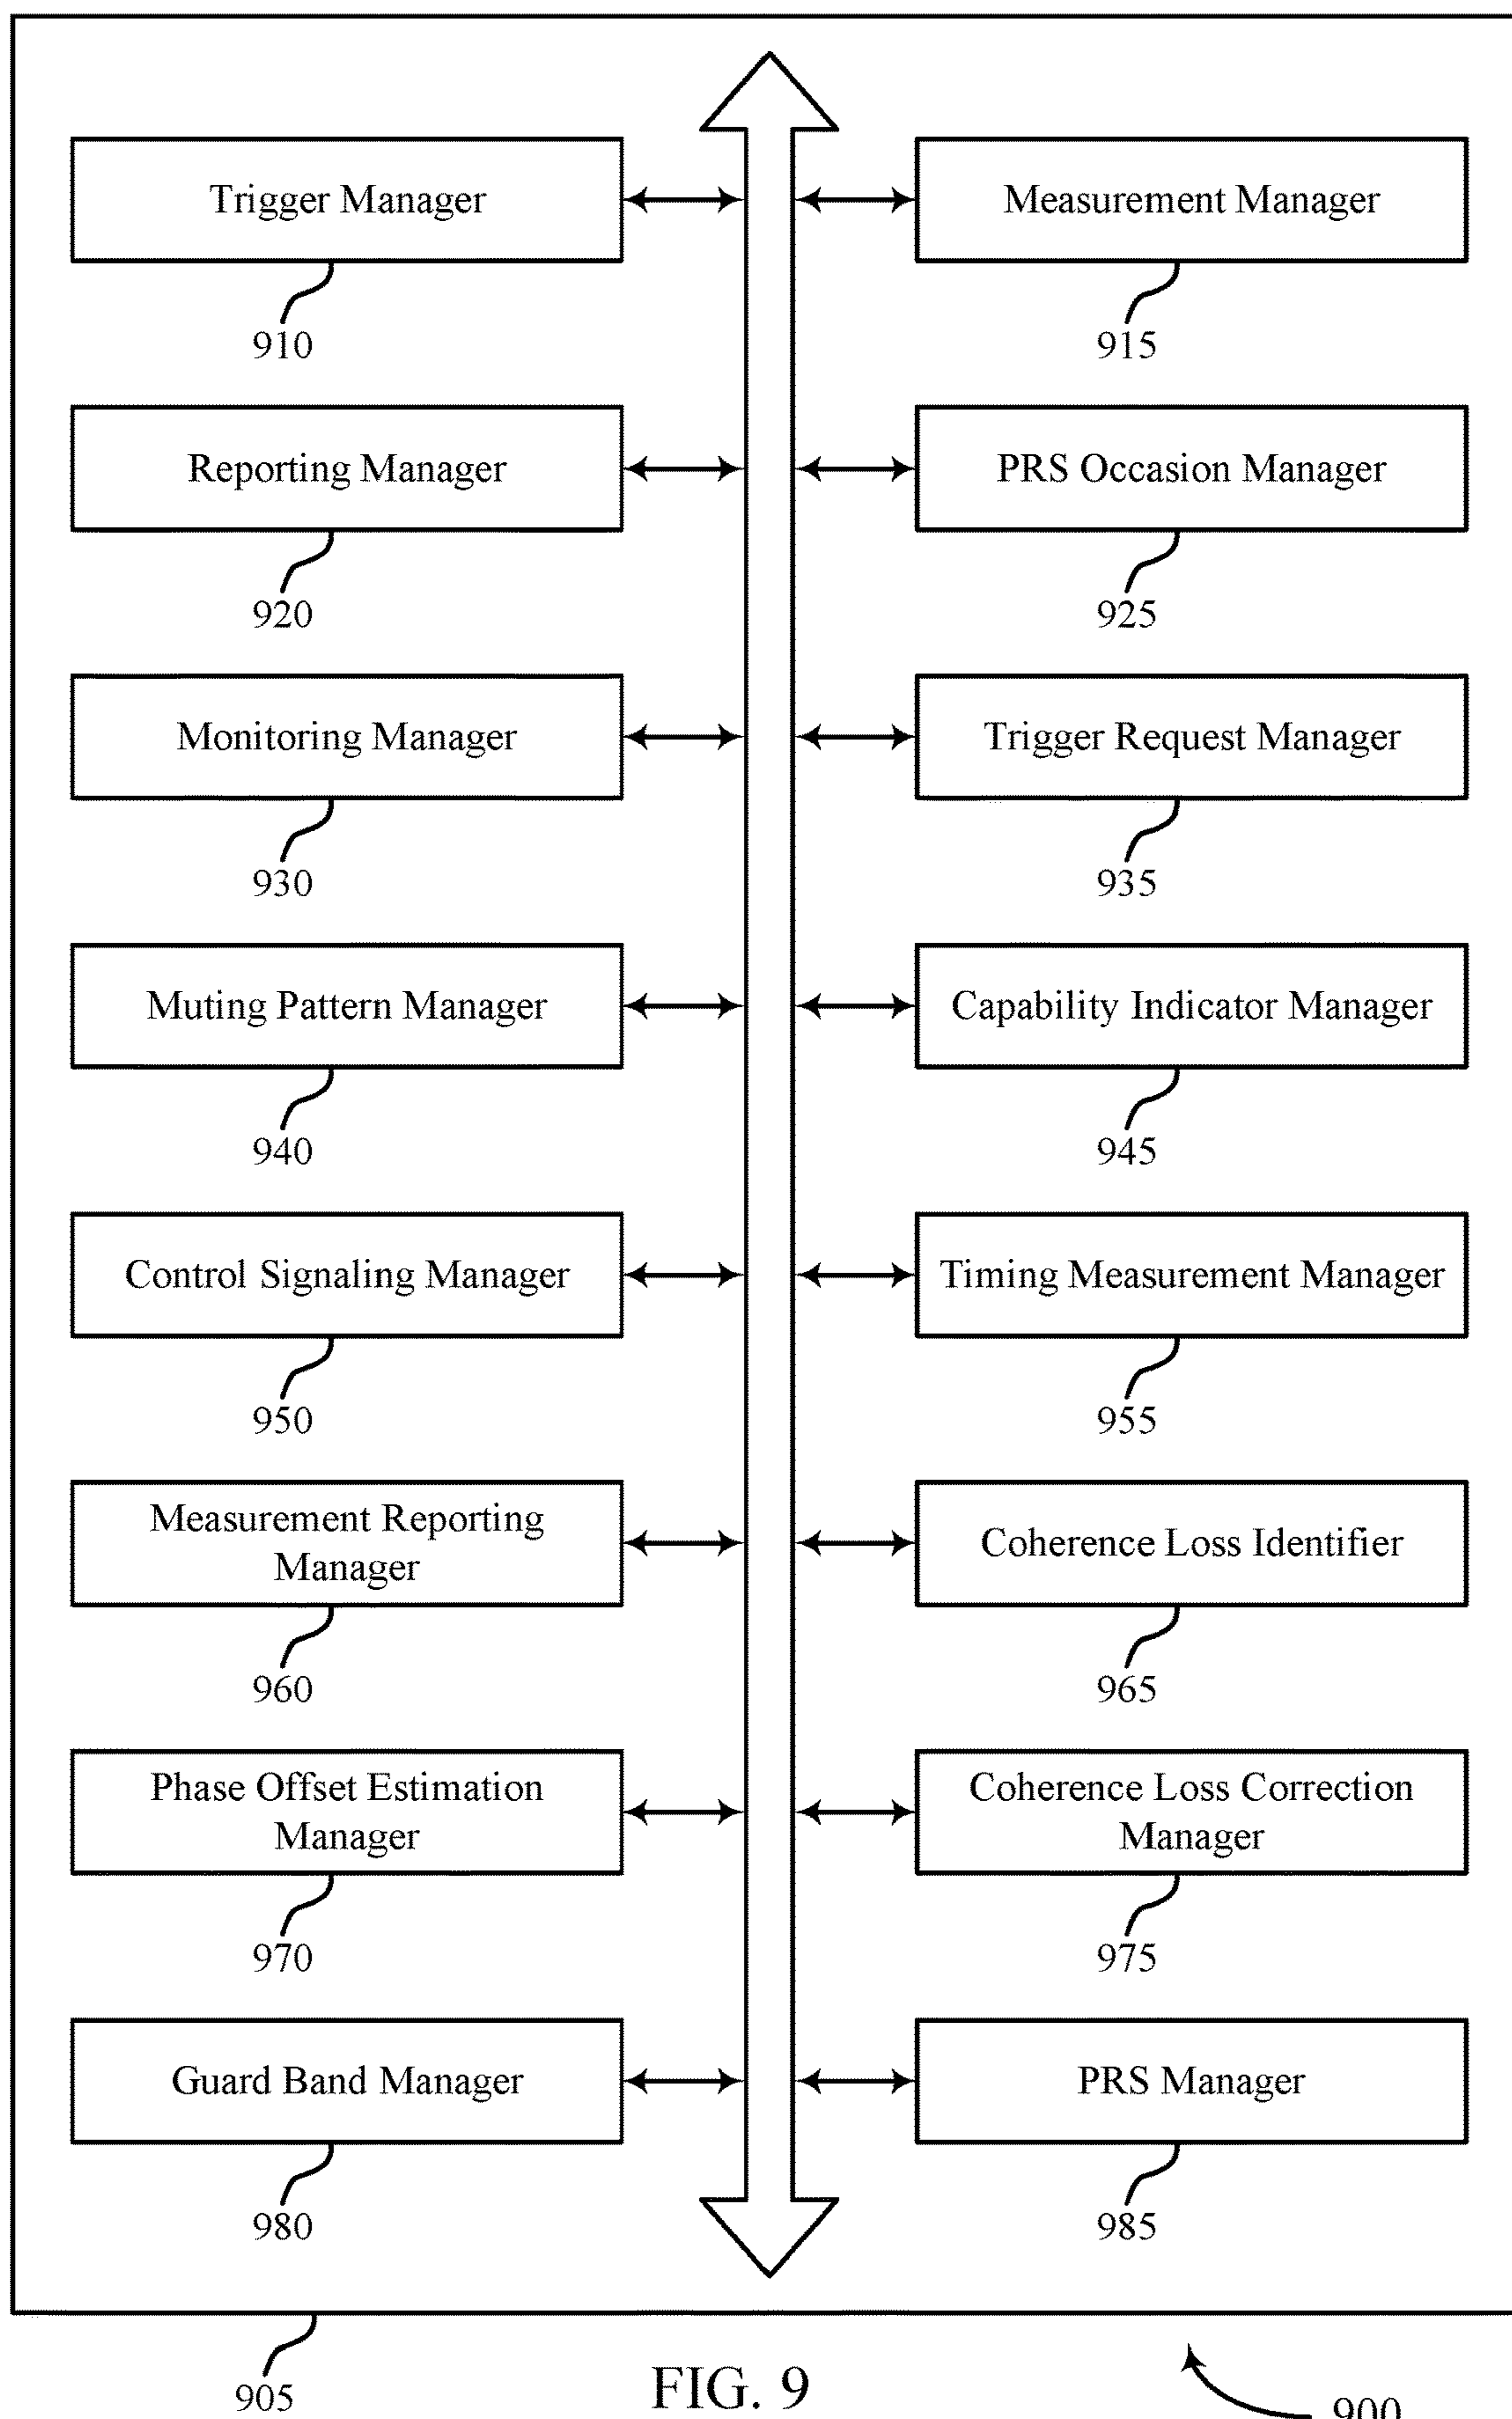 Trigger Manager
910
Measurement Manager
915
Reporting Manager
920
PRS Occasion Manager
925
Monitoring Manager
930
Trigger Request Manager
935
Muting Pattern Manager
940
Capability Indicator Manager
945
Control Signaling Manager
950
Timing Measurement Manager
955
Measurement Reporting
Manager
960
Coherence Loss Identifier
965
Phase Offset Estimation
Manager
970
Coherence Loss Correction
Manager
975
Guard Band Manager
980
PRS Manager
985
905
FIG. 9
900